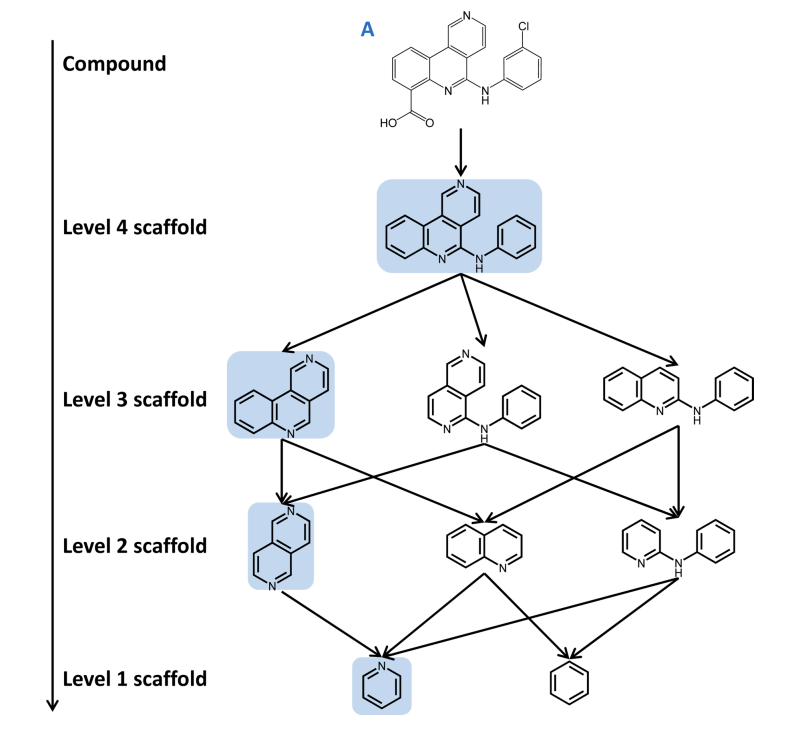 A
N
Cl
Compound
N
N
H
HO
O
N
Level 4 scaffold
N
N
H
N
N
Level 3 scaffold
N
N
N
N
H
N
H
N
Level 2 scaffold
N
N
N
N
H
N
N
Level 1 scaffold